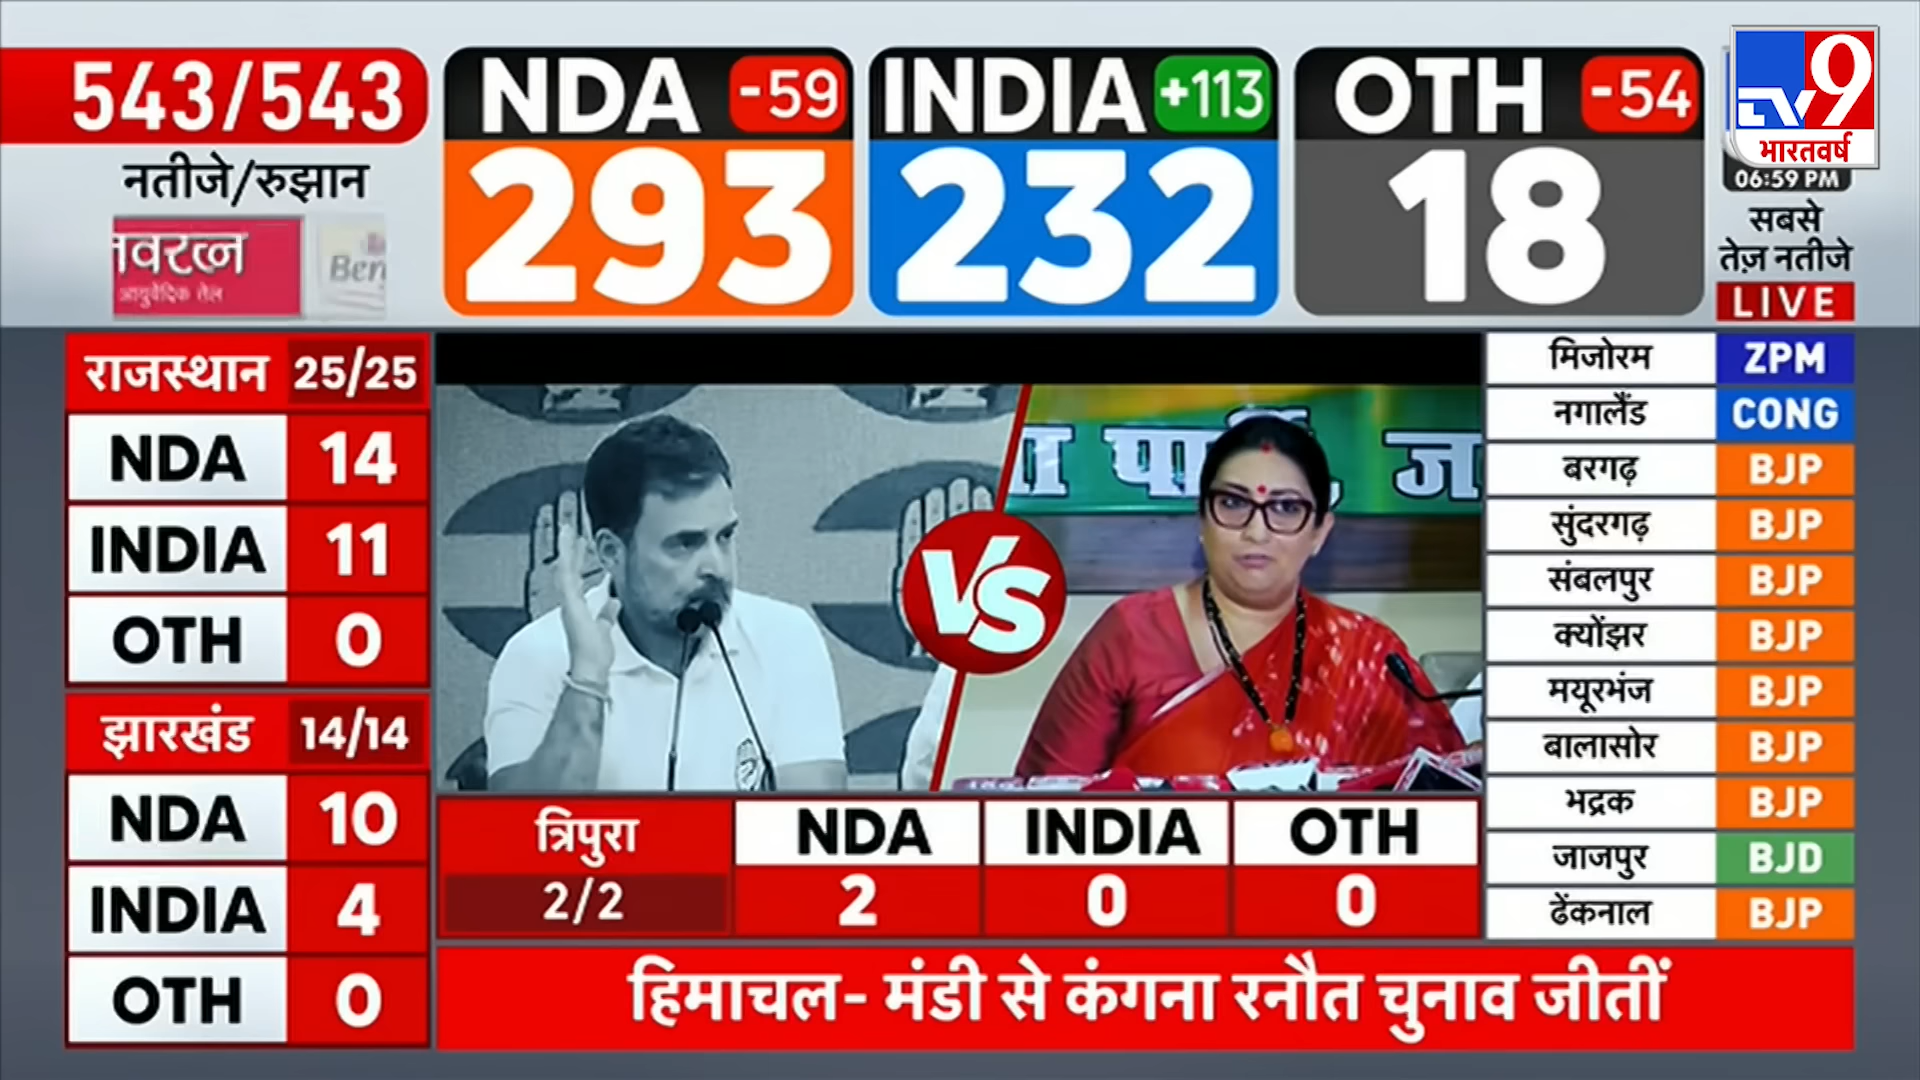 543/543
नतीजे/रुझान
NDA -59
293
INDIA +113
232
OTH -54
18
TV9
भारतवर्ष
06:59 PM
सबसे
तेज़ नतीजे
LIVE
आयुर्वेदिक तेल
राजस्थान 25/25
NDA 14
INDIA 11
OTH 0
झारखंड 14/14
NDA 10
INDIA 4
OTH 0
VS
त्रिपुरा NDA INDIA OTH
2/2 2 0 0
मिजोरम ZPM
नगालैंड CONG
बरगढ़ BJP
सुंदरगढ़ BJP
संबलपुर BJP
क्योंझर BJP
मयूरभंज BJP
बालासोर BJP
भद्रक BJP
जाजपुर BJD
ढेंकनाल BJP
हिमाचल- मंडी से कंगना रनौत चुनाव जीतीं